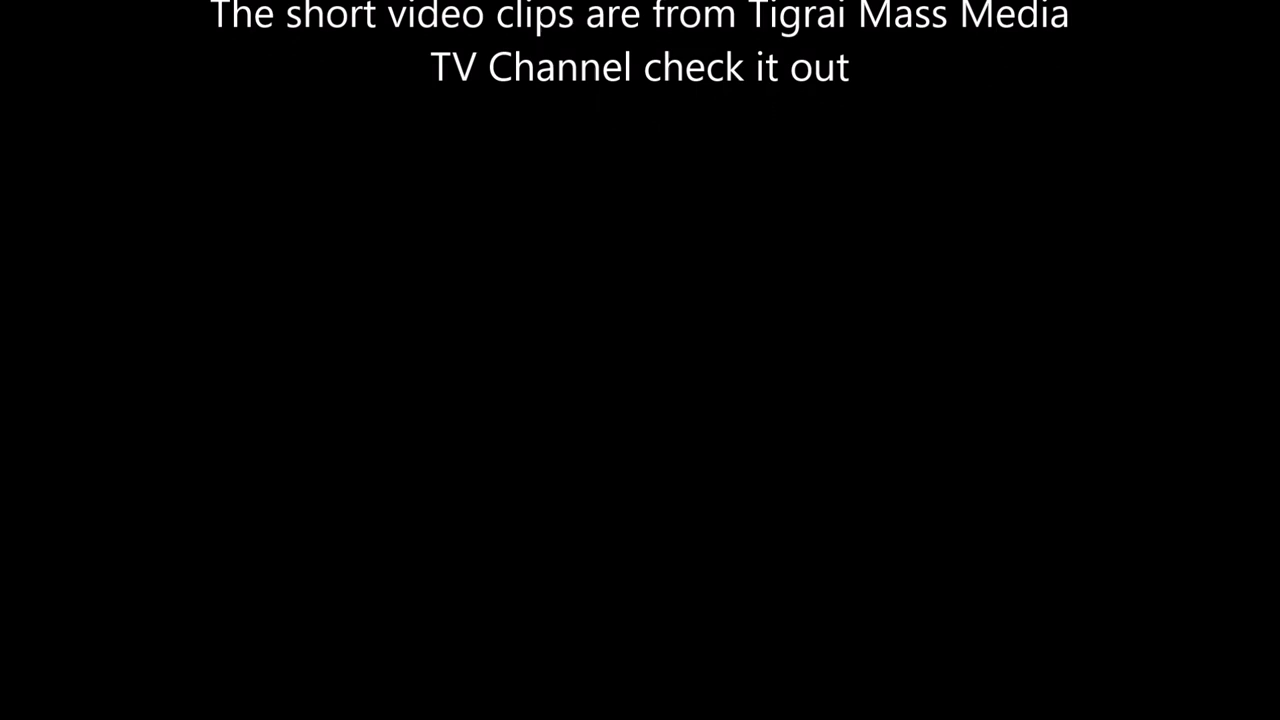 The short video clips are from Tigrai Mass Media
TV Channel check it out